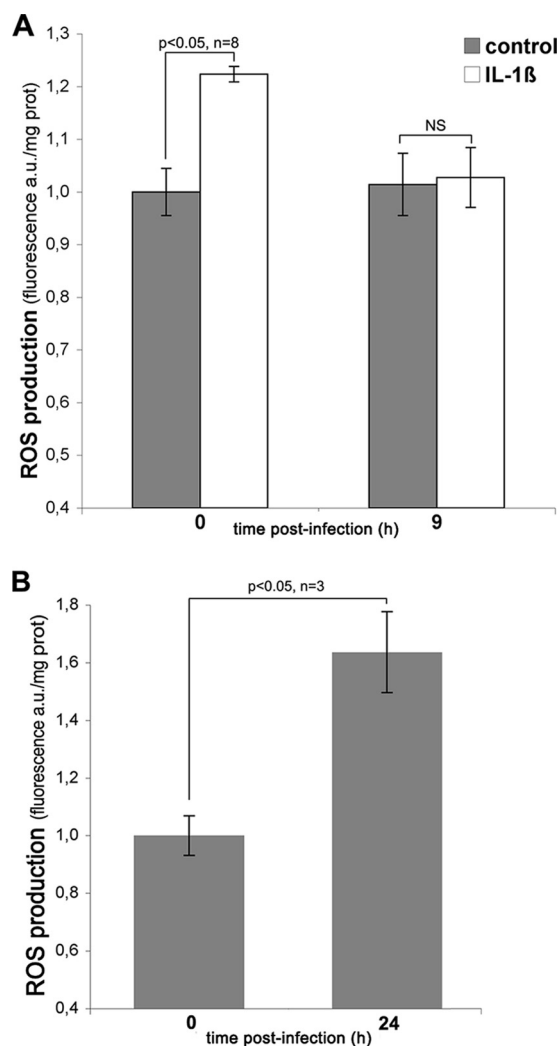 A
ROS production (fluorescence a.u./mg prot)
1,3
1,2
1,1
1,0
0,9
0,8
0,7
0,6
0,5
0,4
p<0.05, n=8
NS
control
IL-1ß
0
time post-infection (h)
9
B
ROS production (fluorescence a.u./mg prot)
1,8
1,6
1,4
1,2
1,0
0,8
0,6
0,4
p<0.05, n=3
0
time post-infection (h)
24